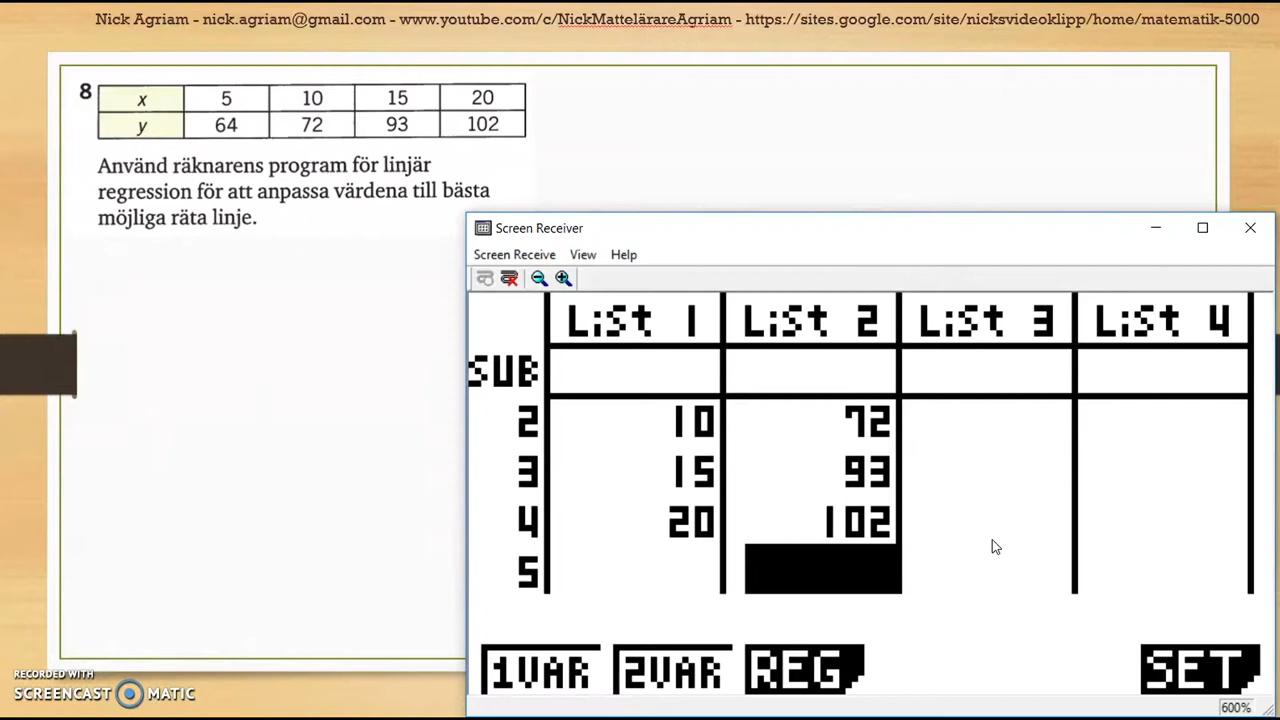 Nick Agriam - nick.agriam@gmail.com - www.youtube.com/c/NickMattelärareAgriam - https://sites.google.com/site/nicksvideoklipp/home/matematik-5000
8
x 5 10 15 20
y 64 72 93 102
Använd räknarens program för linjär
regression för att anpassa värdena till bästa
möjliga räta linje.
Screen Receiver
Screen Receive View Help
List 1 List 2 List 3 List 4
SUB
2 10 72
3 15 93
4 20 102
5
1VAR 2VAR REG SET
600%
RECORDED WITH
SCREENCAST MATIC